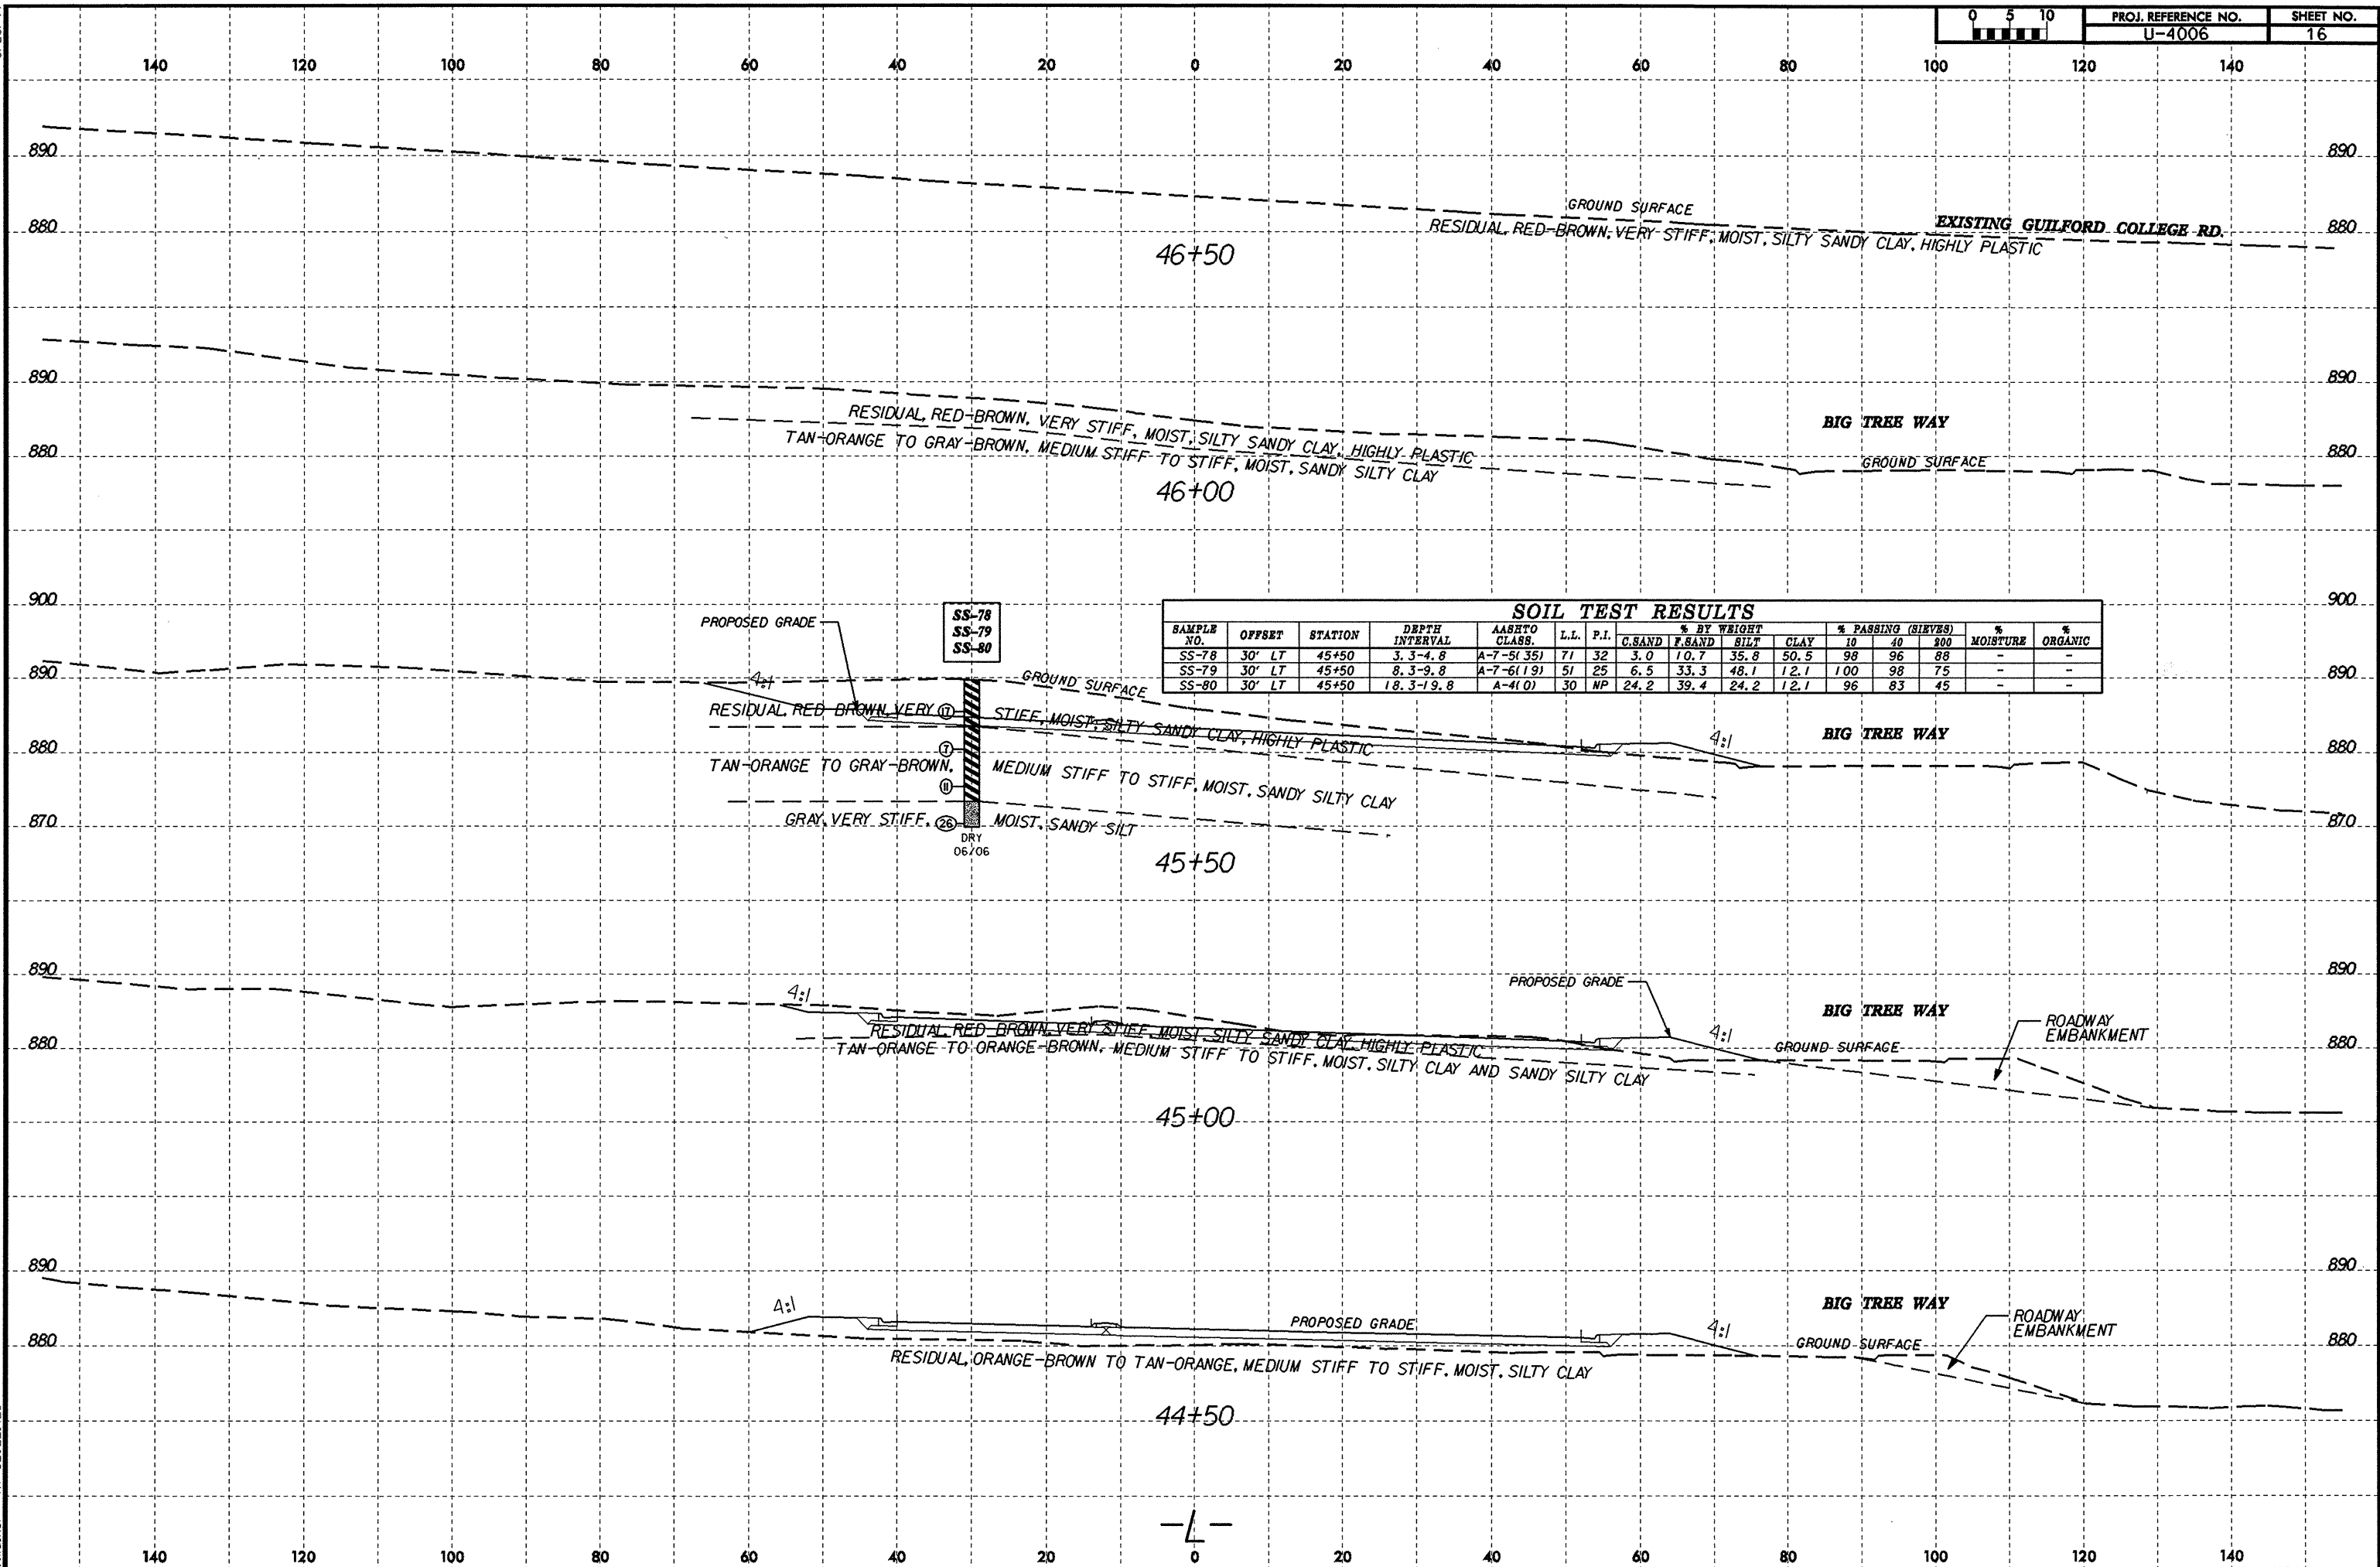 0 5 10
PROJ. REFERENCE NO. SHEET NO.
U-4006 16
140 120 100 80 60 40 20 0 20 40 60 80 100 120 140
890 890
GROUND SURFACE
EXISTING GUILFORD COLLEGE RD.
880 880
RESIDUAL, RED-BROWN, VERY STIFF, MOIST, SILTY SANDY CLAY, HIGHLY PLASTIC
46+50
890 890
RESIDUAL, RED-BROWN, VERY STIFF, MOIST, SILTY SANDY CLAY, HIGHLY PLASTIC
BIG TREE WAY
TAN-ORANGE TO GRAY-BROWN, MEDIUM STIFF TO STIFF, MOIST, SANDY SILTY CLAY
880 880
GROUND SURFACE
46+00
900 900
PROPOSED GRADE
SS-78
SS-79
SS-80
SOIL TEST RESULTS
SAMPLE NO. OFFSET STATION DEPTH INTERVAL AASHTO CLASS. L.L. P.I. % BY WEIGHT C.SAND F.SAND SILT CLAY % PASSING (SIEVES) 10 40 200 % MOISTURE % ORGANIC
SS-78 30' LT 45+50 3.3-4.8 A-7-5(35) 71 32 3.0 10.7 35.8 50.5 98 96 88 - -
SS-79 30' LT 45+50 8.3-9.8 A-7-6(19) 51 25 6.5 33.3 48.1 12.1 100 98 75 - -
SS-80 30' LT 45+50 18.3-19.8 A-4(0) 30 NP 24.2 39.4 24.2 12.1 96 83 45 - -
890 890
4:1
GROUND SURFACE
RESIDUAL, RED BROWN, VERY 17 STIFF, MOIST, SILTY SANDY CLAY, HIGHLY PLASTIC
4:1
BIG TREE WAY
880 880
7
TAN-ORANGE TO GRAY-BROWN, MEDIUM STIFF TO STIFF, MOIST, SANDY SILTY CLAY
11
870 870
GRAY, VERY STIFF, 26 MOIST, SANDY SILT
DRY
06/06
45+50
890 890
4:1
PROPOSED GRADE
BIG TREE WAY
ROADWAY
EMBANKMENT
RESIDUAL, RED-BROWN, VERY STIFF, MOIST, SILTY SANDY CLAY, HIGHLY PLASTIC
4:1
880 880
GROUND SURFACE
TAN-ORANGE TO ORANGE-BROWN, MEDIUM STIFF TO STIFF, MOIST, SILTY CLAY AND SANDY SILTY CLAY
45+00
890 890
4:1
BIG TREE WAY
ROADWAY
EMBANKMENT
PROPOSED GRADE
4:1
880 880
GROUND SURFACE
RESIDUAL, ORANGE-BROWN TO TAN-ORANGE, MEDIUM STIFF TO STIFF, MOIST, SILTY CLAY
44+50
-L-
140 120 100 80 60 40 20 0 20 40 60 80 100 120 140